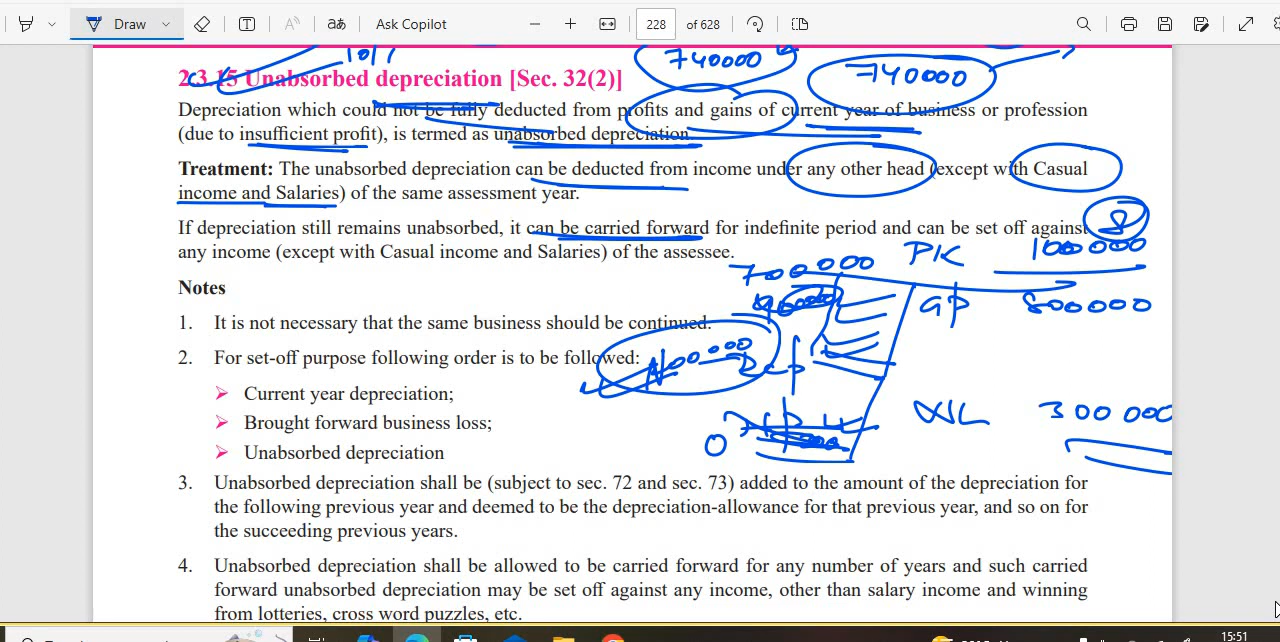 Draw
Ask Copilot
228 of 628
740000
740000
2.3.15 Unabsorbed depreciation [Sec. 32(2)]
Depreciation which could not be fully deducted from profits and gains of current year of business or profession
(due to insufficient profit), is termed as unabsorbed depreciation.
Treatment: The unabsorbed depreciation can be deducted from income under any other head (except with Casual
income and Salaries) of the same assessment year.
If depreciation still remains unabsorbed, it can be carried forward for indefinite period and can be set off against
8
any income (except with Casual income and Salaries) of the assessee.
100000
700000
Notes
GP 800000
1. It is not necessary that the same business should be continued.
2. For set-off purpose following order is to be followed:
Dep
➤ Current year depreciation;
300000
➤ Brought forward business loss;
0
➤ Unabsorbed depreciation
3. Unabsorbed depreciation shall be (subject to sec. 72 and sec. 73) added to the amount of the depreciation for
the following previous year and deemed to be the depreciation-allowance for that previous year, and so on for
the succeeding previous years.
4. Unabsorbed depreciation shall be allowed to be carried forward for any number of years and such carried
forward unabsorbed depreciation may be set off against any income, other than salary income and winning
from lotteries, cross word puzzles, etc.
15:51